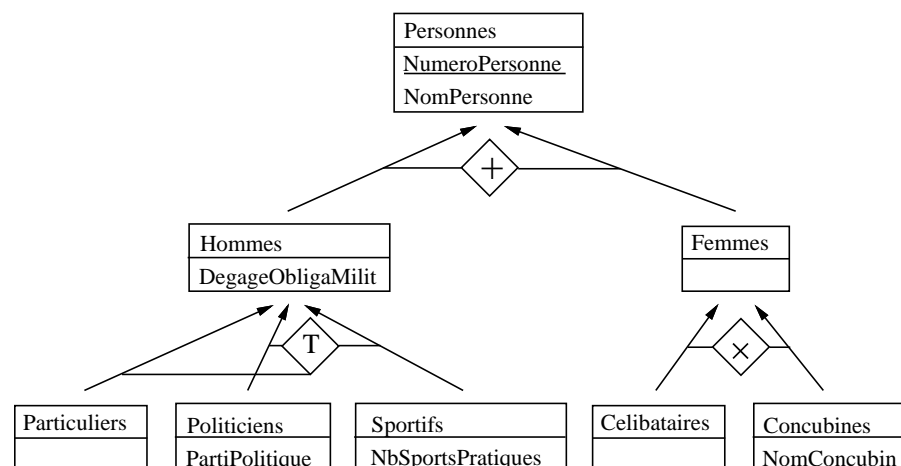 Personnes
NumeroPersonne
NomPersonne
+
Hommes
DegageObligaMilit
Femmes
T
×
Particuliers
Politiciens
PartiPolitique
Sportifs
NbSportsPratiques
Celibataires
Concubines
NomConcubin